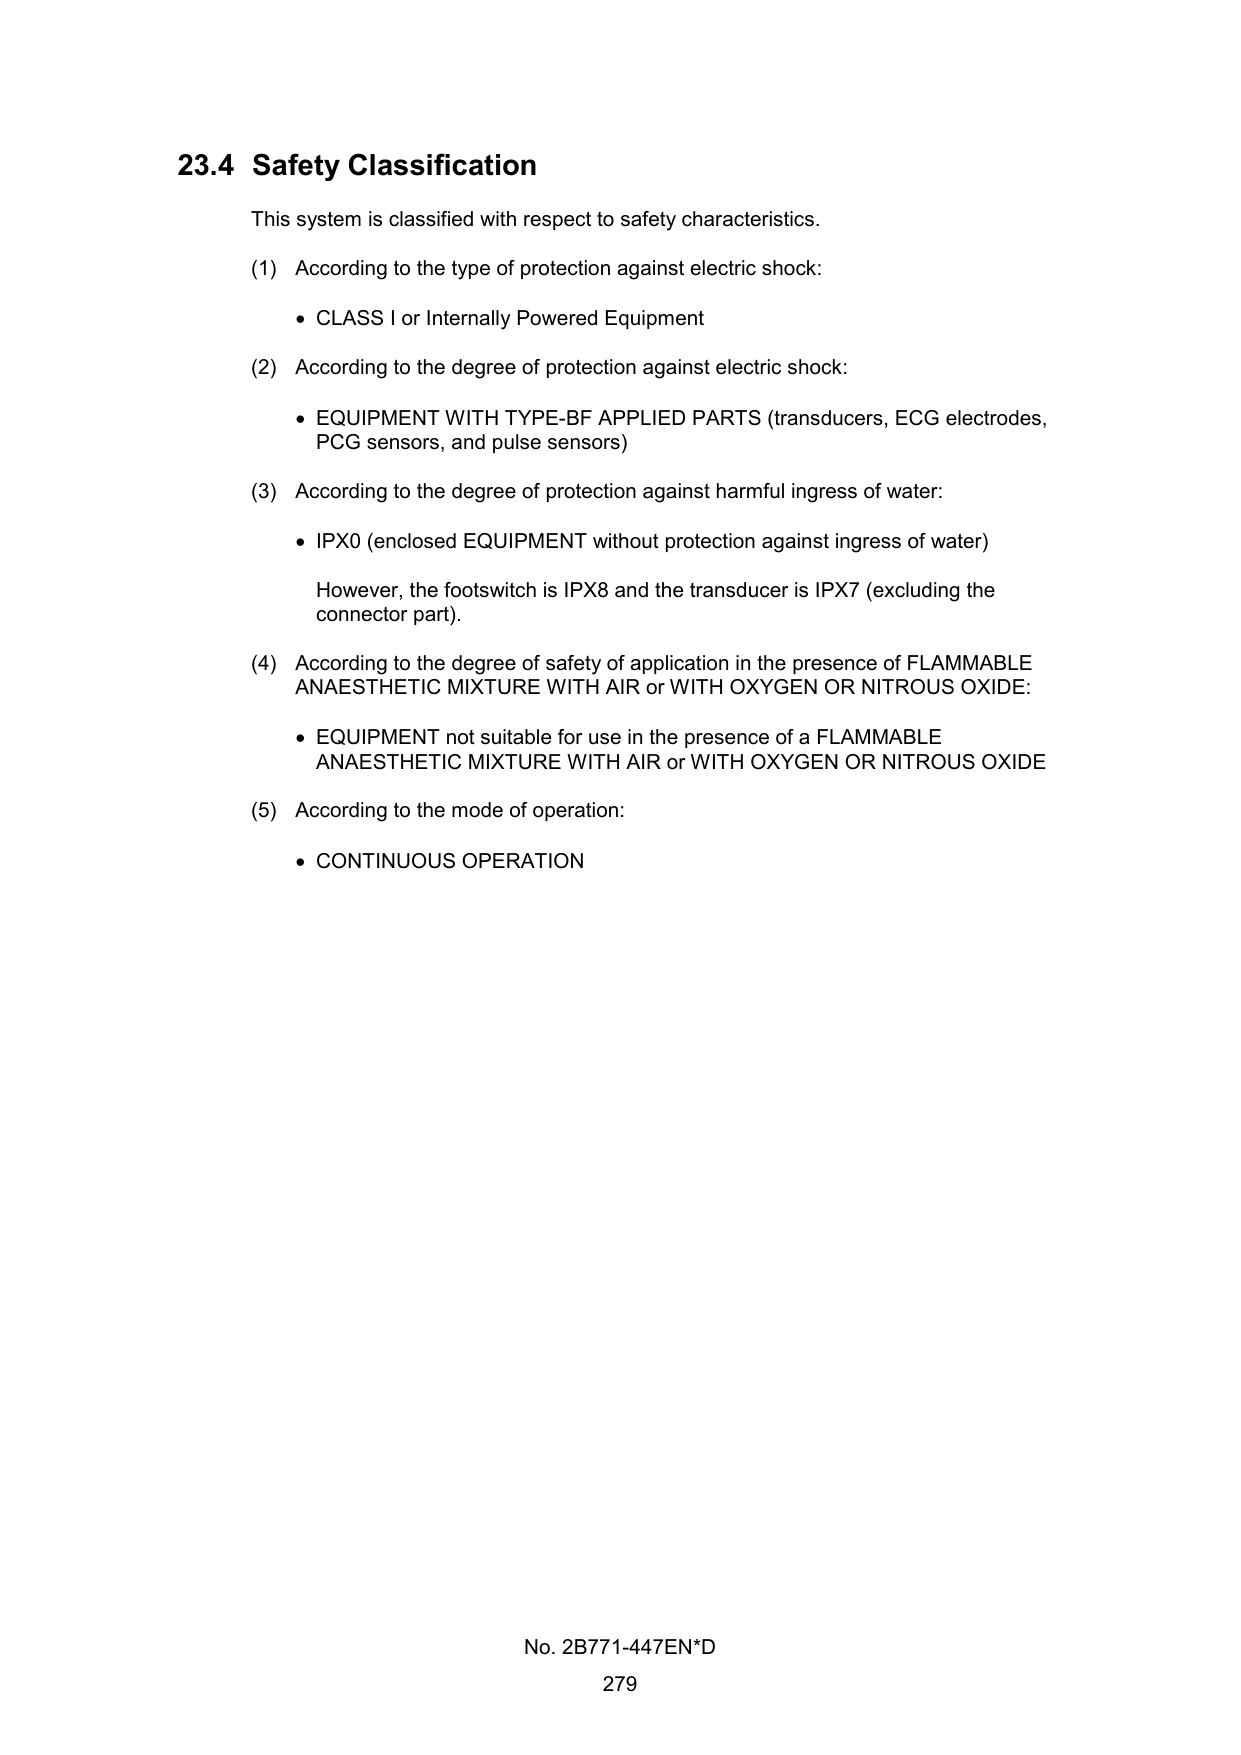 23.4 Safety Classification
This system is classified with respect to safety characteristics.
(1) According to the type of protection against electric shock:
• CLASS I or Internally Powered Equipment
(2) According to the degree of protection against electric shock:
• EQUIPMENT WITH TYPE-BF APPLIED PARTS (transducers, ECG electrodes,
PCG sensors, and pulse sensors)
(3) According to the degree of protection against harmful ingress of water:
• IPX0 (enclosed EQUIPMENT without protection against ingress of water)
However, the footswitch is IPX8 and the transducer is IPX7 (excluding the
connector part).
(4) According to the degree of safety of application in the presence of FLAMMABLE
ANAESTHETIC MIXTURE WITH AIR or WITH OXYGEN OR NITROUS OXIDE:
• EQUIPMENT not suitable for use in the presence of a FLAMMABLE
ANAESTHETIC MIXTURE WITH AIR or WITH OXYGEN OR NITROUS OXIDE
(5) According to the mode of operation:
• CONTINUOUS OPERATION
No. 2B771-447EN*D
279